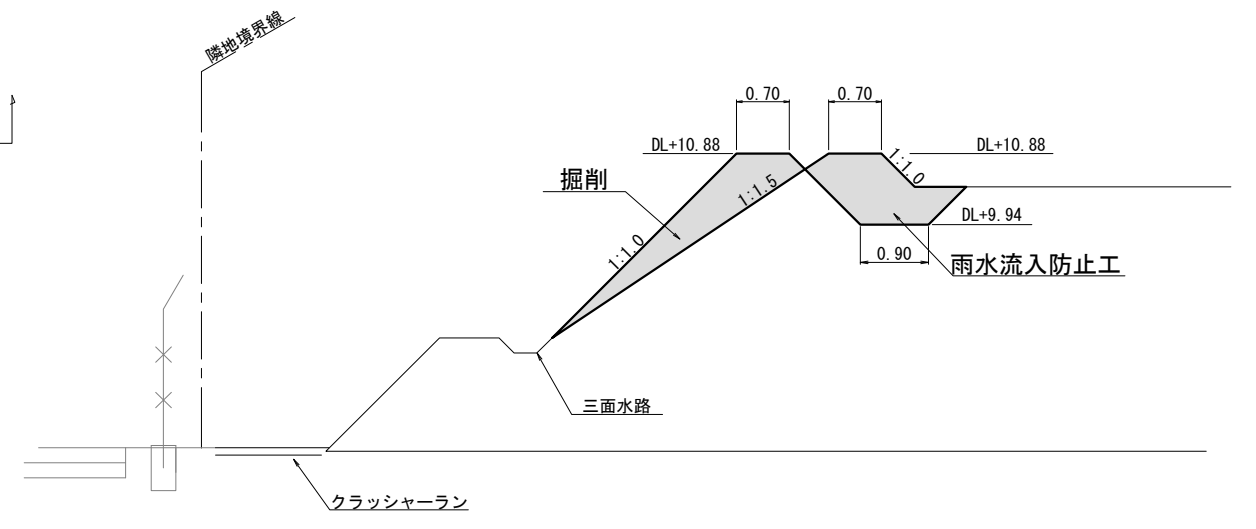 隣地境界線
0.70
0.70
DL+10.88
1:1.0
DL+10.88
掘削
1:1.5
DL+9.94
1:1.0
0.90
雨水流入防止工
三面水路
クラッシャーラン